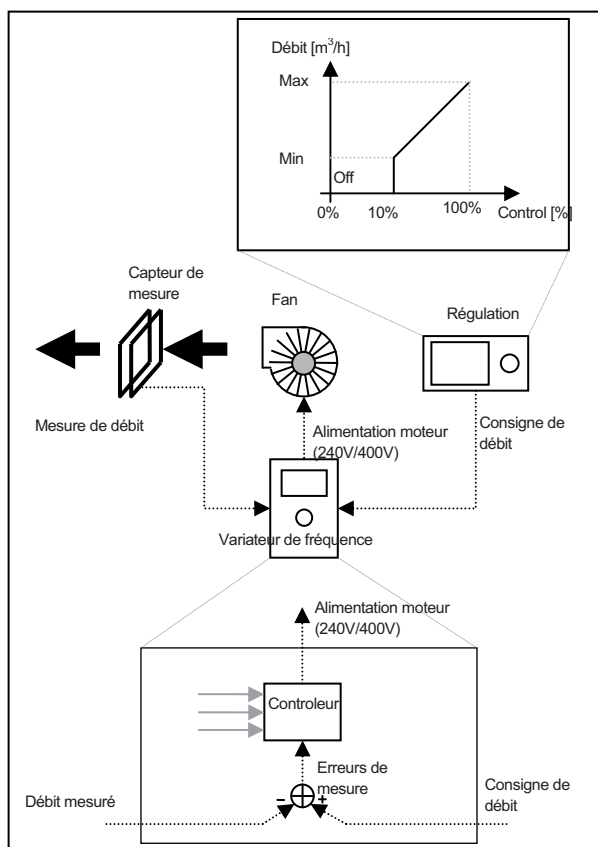 Débit [m³/h]
Max
Min
Off
0%
10%
100%
Control [%]
Capteur de
mesure
Fan
Régulation
Mesure de débit
Alimentation moteur
(240V/400V)
Consigne de
débit
Variateur de fréquence
Alimentation moteur
(240V/400V)
Controleur
Erreurs de
mesure
- +
Débit mesuré
Consigne de
débit